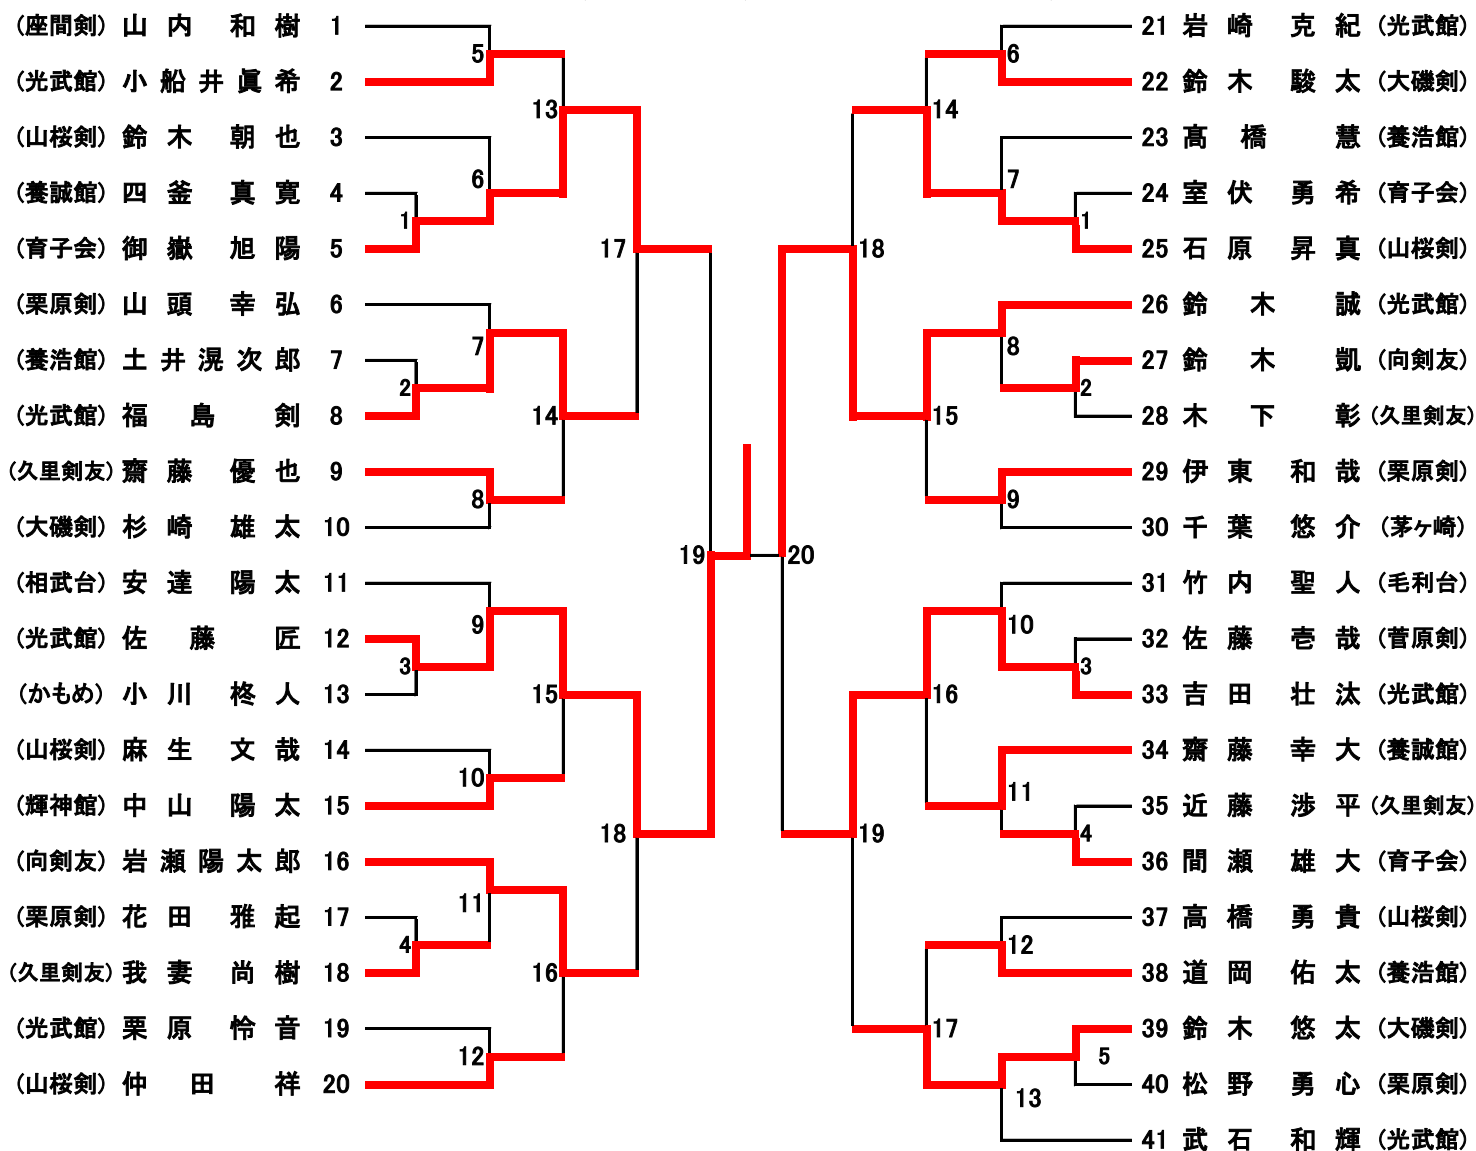 (座間剣) 山内和樹 1
(光武館) 小船井眞希 2
(山桜剣) 鈴木朝也 3
(養誠館) 四釜真寛 4
(育子会) 御嶽旭陽 5
(栗原剣) 山頭幸弘 6
(養浩館) 土井滉次郎 7
(光武館) 福島剣 8
(久里剣友) 齋藤優也 9
(大磯剣) 杉崎雄太 10
(相武台) 安達陽太 11
(光武館) 佐藤匠 12
(かもめ) 小川柊人 13
(山桜剣) 麻生文哉 14
(輝神館) 中山陽太 15
(向剣友) 岩瀬陽太郎 16
(栗原剣) 花田雅起 17
(久里剣友) 我妻尚樹 18
(光武館) 栗原怜音 19
(山桜剣) 仲田祥 20
1
2
3
4
5
6
7
8
9
10
11
12
13
14
15
16
17
18
19
20
18
19
14
15
16
17
6
7
8
9
10
11
12
13
1
2
3
4
5
21 岩崎克紀 (光武館)
22 鈴木駿太 (大磯剣)
23 髙橋慧 (養浩館)
24 室伏勇希 (育子会)
25 石原昇真 (山桜剣)
26 鈴木誠 (光武館)
27 鈴木凱 (向剣友)
28 木下彰 (久里剣友)
29 伊東和哉 (栗原剣)
30 千葉悠介 (茅ヶ崎)
31 竹内聖人 (毛利台)
32 佐藤壱哉 (菅原剣)
33 吉田壮汰 (光武館)
34 齋藤幸大 (養誠館)
35 近藤渉平 (久里剣友)
36 間瀬雄大 (育子会)
37 高橋勇貴 (山桜剣)
38 道岡佑太 (養浩館)
39 鈴木悠太 (大磯剣)
40 松野勇心 (栗原剣)
41 武石和輝 (光武館)